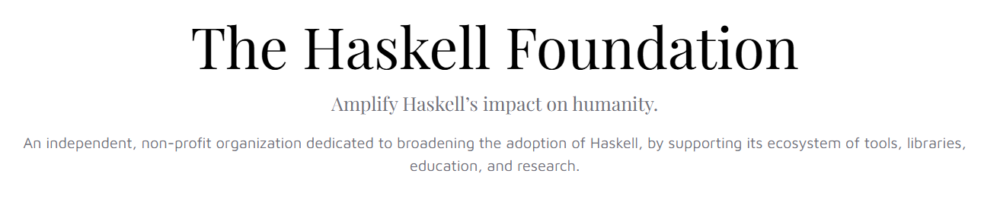 The Haskell Foundation
Amplify Haskell’s impact on humanity.
An independent, non-profit organization dedicated to broadening the adoption of Haskell, by supporting its ecosystem of tools, libraries,
education, and research.